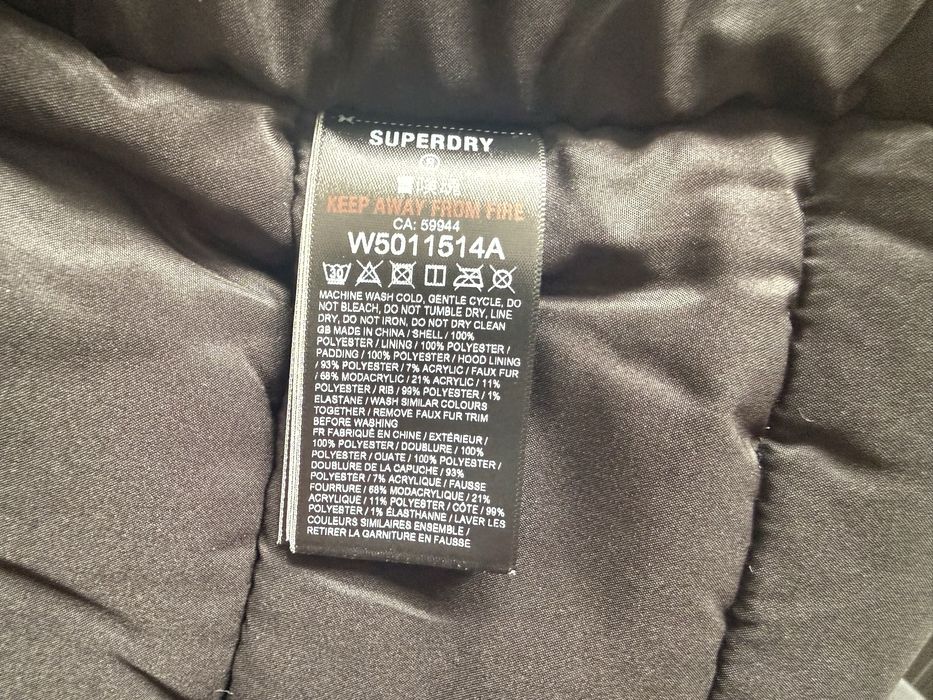 SUPERDRY
®
KEEP AWAY FROM FIRE
CA: 59944
W5011514A
30
MACHINE WASH COLD, GENTLE CYCLE, DO
NOT BLEACH, DO NOT TUMBLE DRY, LINE
DRY, DO NOT IRON, DO NOT DRY CLEAN
GB MADE IN CHINA / SHELL / 100%
POLYESTER / LINING / 100% POLYESTER /
PADDING / 100% POLYESTER / HOOD LINING
/ 93% POLYESTER / 7% ACRYLIC / FAUX FUR
/ 68% MODACRYLIC / 21% ACRYLIC / 11%
POLYESTER / RIB / 99% POLYESTER / 1%
ELASTANE / WASH SIMILAR COLOURS
TOGETHER / REMOVE FAUX FUR TRIM
BEFORE WASHING
FR FABRIQUÉ EN CHINE / EXTÉRIEUR /
100% POLYESTER / DOUBLURE / 100%
POLYESTER / OUATE / 100% POLYESTER /
DOUBLURE DE LA CAPUCHE / 93%
POLYESTER / 7% ACRYLIQUE / FAUSSE
FOURRURE / 68% MODACRYLIQUE / 21%
ACRYLIQUE / 11% POLYESTER / CÔTE / 99%
POLYESTER / 1% ÉLASTHANNE / LAVER LES
COULEURS SIMILAIRES ENSEMBLE /
RETIRER LA GARNITURE EN FAUSSE